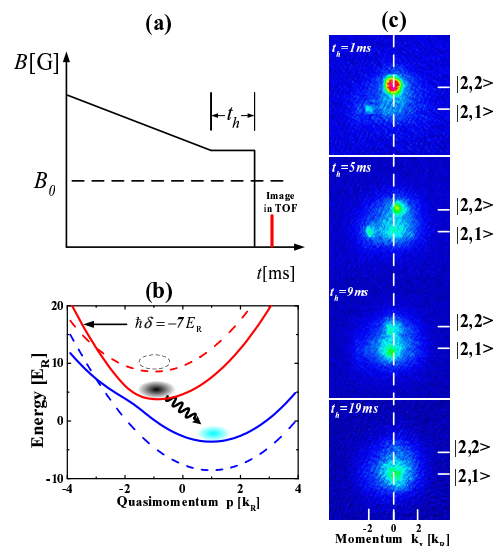 (a)
B[G]
t_h
B_0
Image
in TOF
t[ms]
(b)
Energy [E_R]
20
10
0
-10
ħδ=−7E_R
-4
-2
0
2
4
Quasimomentum p [k_R]
(c)
t_h=1ms
|2,2>
|2,1>
t_h=5ms
|2,2>
|2,1>
t_h=9ms
|2,2>
|2,1>
t_h=19ms
|2,2>
|2,1>
-2
0
2
Momentum k_x [k_R]